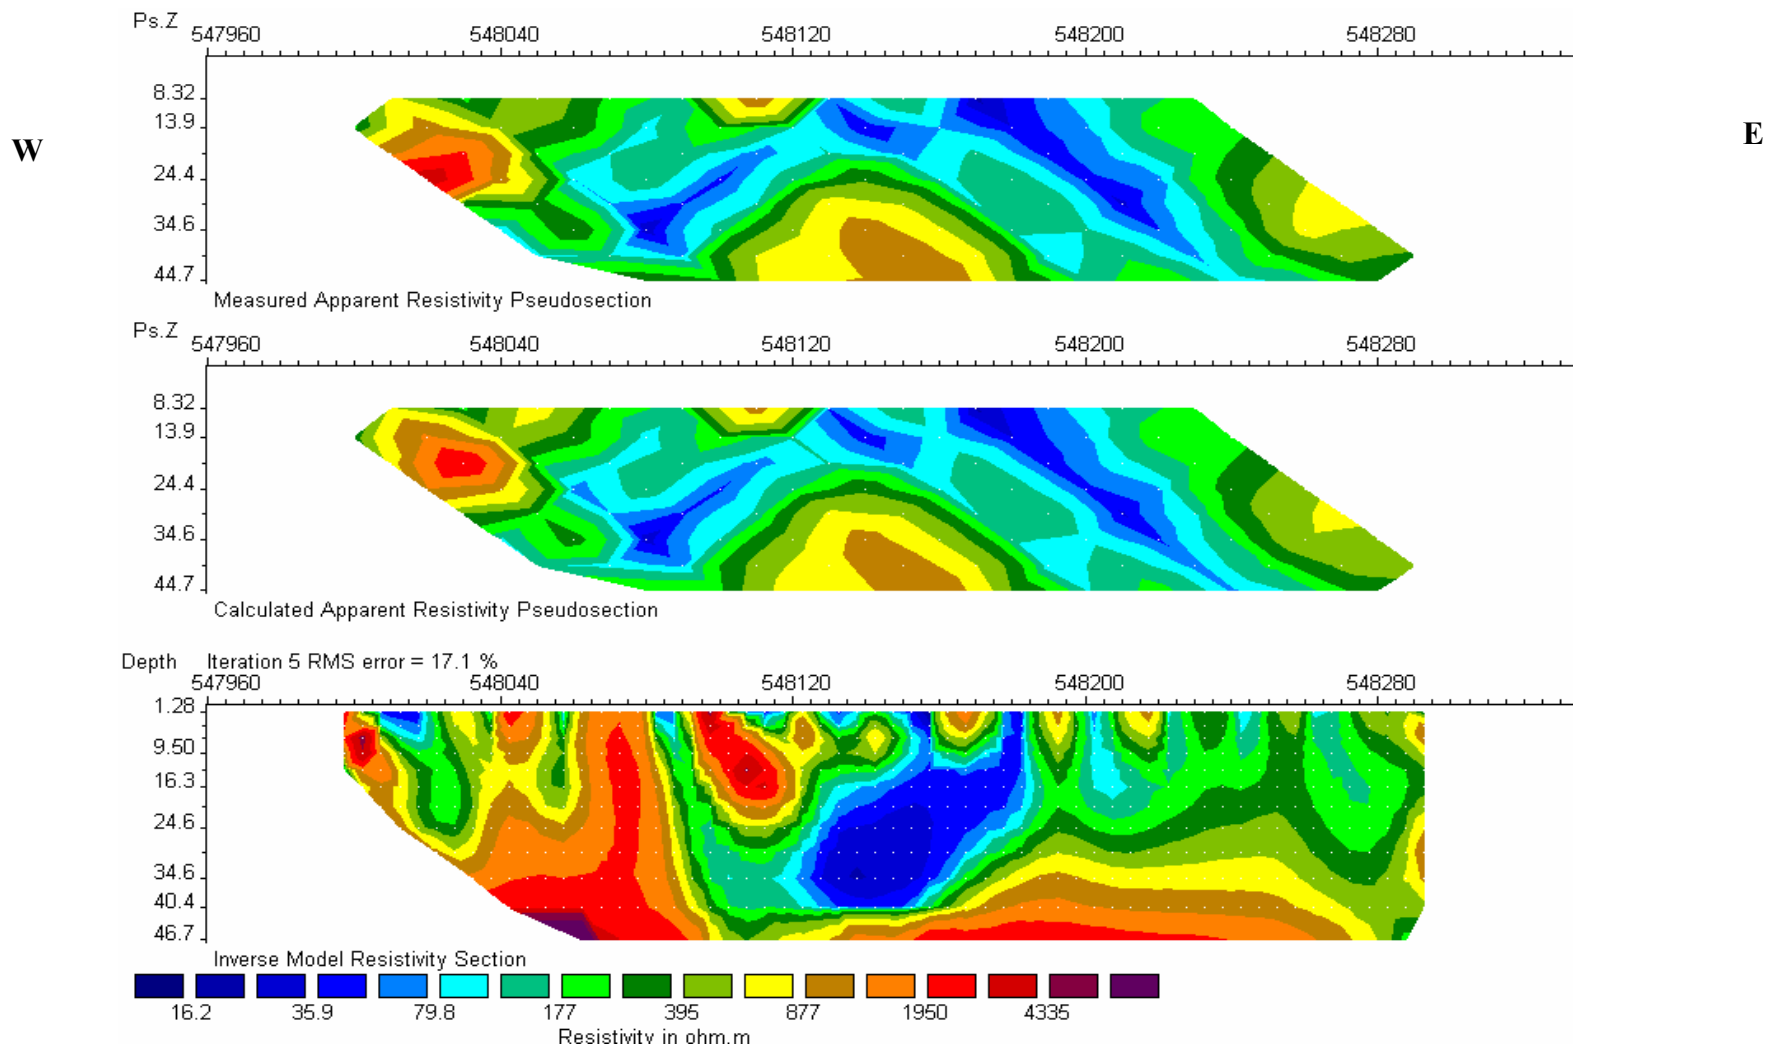 Ps.Z
547960 548040 548120 548200 548280
8.32
13.9
W
E
24.4
34.6
44.7
Measured Apparent Resistivity Pseudosection
Ps.Z
547960 548040 548120 548200 548280
8.32
13.9
24.4
34.6
44.7
Calculated Apparent Resistivity Pseudosection
Depth Iteration 5 RMS error = 17.1 %
547960 548040 548120 548200 548280
1.28
9.50
16.3
24.6
34.6
40.4
46.7
Inverse Model Resistivity Section
16.2 35.9 79.8 177 395 877 1950 4335
Resistivity in ohm.m